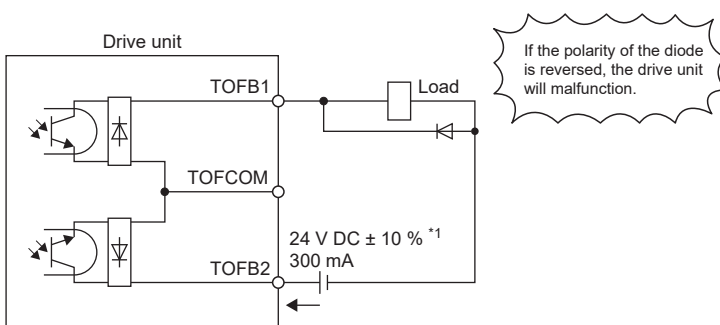 Drive unit
TOFB1
Load
TOFCOM
24 V DC ± 10 % *1
300 mA
TOFB2
If the polarity of the diode
is reversed, the drive unit
will malfunction.